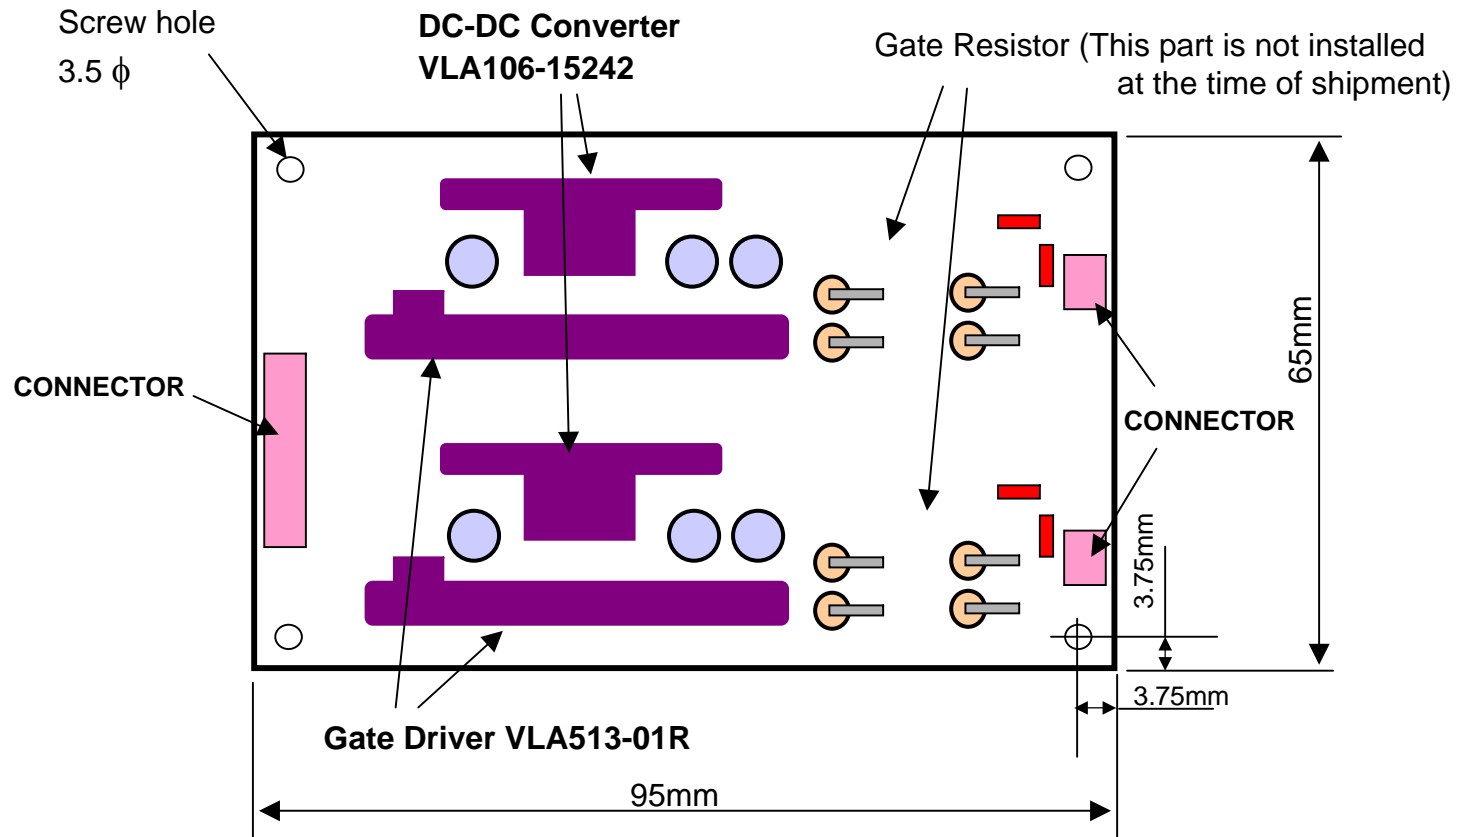 Screw hole
3.5 ϕ
DC-DC Converter
VLA106-15242
Gate Resistor (This part is not installed
at the time of shipment)
CONNECTOR
CONNECTOR
65mm
3.75mm
3.75mm
Gate Driver VLA513-01R
95mm